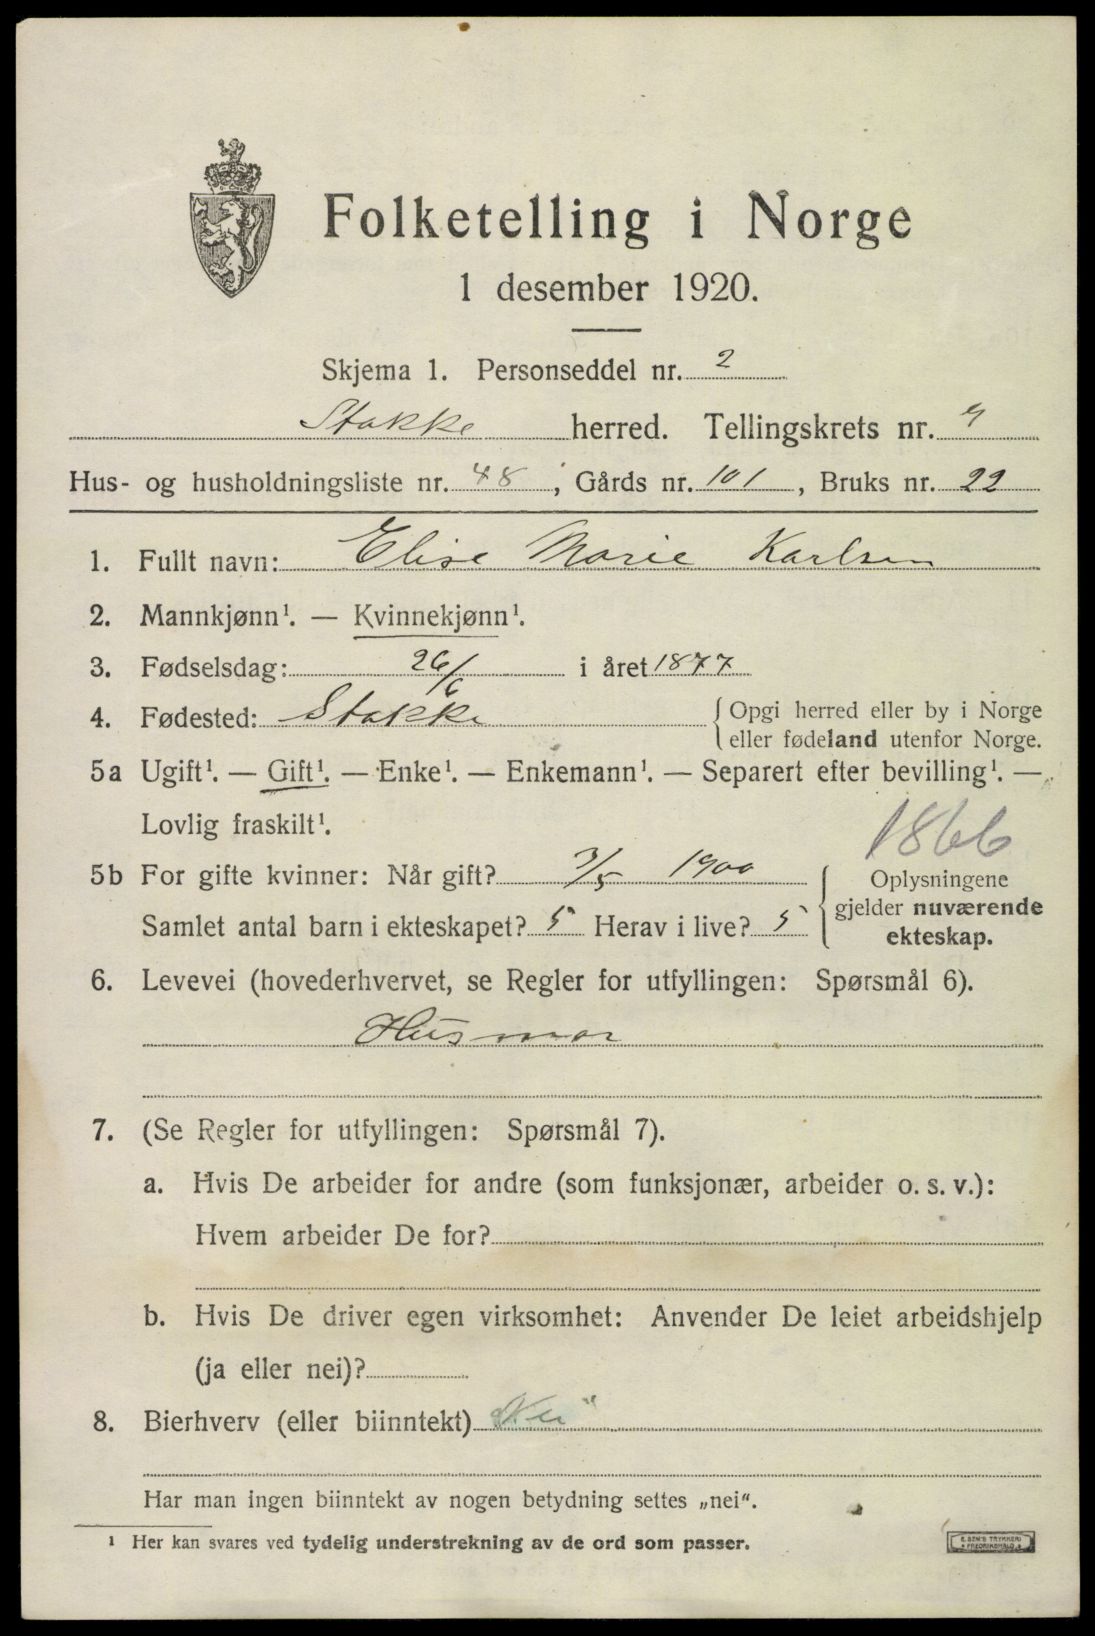 Folketelling i Norge
1 desember 1920.
Skjema 1. Personseddel nr. 2
Stokke herred. Tellingskrets nr. 9
Hus- og husholdningsliste nr. 48, Gårds nr. 101, Bruks nr. 22
1. Fullt navn: Elise Marie Karlsen
2. Mannkjønn¹. — Kvinnekjønn¹.
3. Fødselsdag: 26/6 i året 1877
4. Fødested: Stokke {Opgi herred eller by i Norge
eller fødeland utenfor Norge.
5a Ugift¹. — Gift¹. — Enke¹. — Enkemann¹. — Separert efter bevilling¹. —
Lovlig fraskilt¹.
1866
5b For gifte kvinner: Når gift? 3/5 1900 { Oplysningene
gjelder nuværende
Samlet antal barn i ekteskapet? 5 Herav i live? 5
ekteskap.
6. Levevei (hovederhvervet, se Regler for utfyllingen: Spørsmål 6).
Husmor
7. (Se Regler for utfyllingen: Spørsmål 7).
a. Hvis De arbeider for andre (som funksjonær, arbeider o. s. v.):
Hvem arbeider De for?
b. Hvis De driver egen virksomhet: Anvender De leiet arbeidshjelp
(ja eller nei)?
8. Bierhverv (eller biinntekt) „Nei"
Har man ingen biinntekt av nogen betydning settes „nei“.
¹ Her kan svares ved tydelig understrekning av de ord som passer.
E. SEM'S TRYKKERI
FREDRIKSHALD